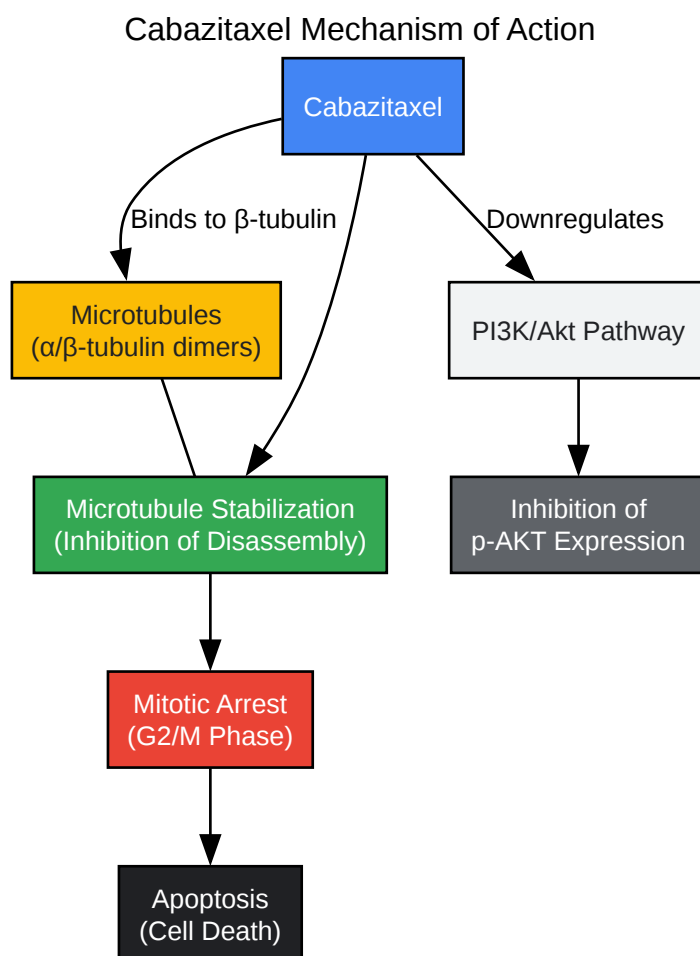 Cabazitaxel Mechanism of Action
Cabazitaxel
Binds to β-tubulin
Downregulates
Microtubules
(α/β-tubulin dimers)
PI3K/Akt Pathway
Microtubule Stabilization
(Inhibition of Disassembly)
Inhibition of
p-AKT Expression
Mitotic Arrest
(G2/M Phase)
Apoptosis
(Cell Death)